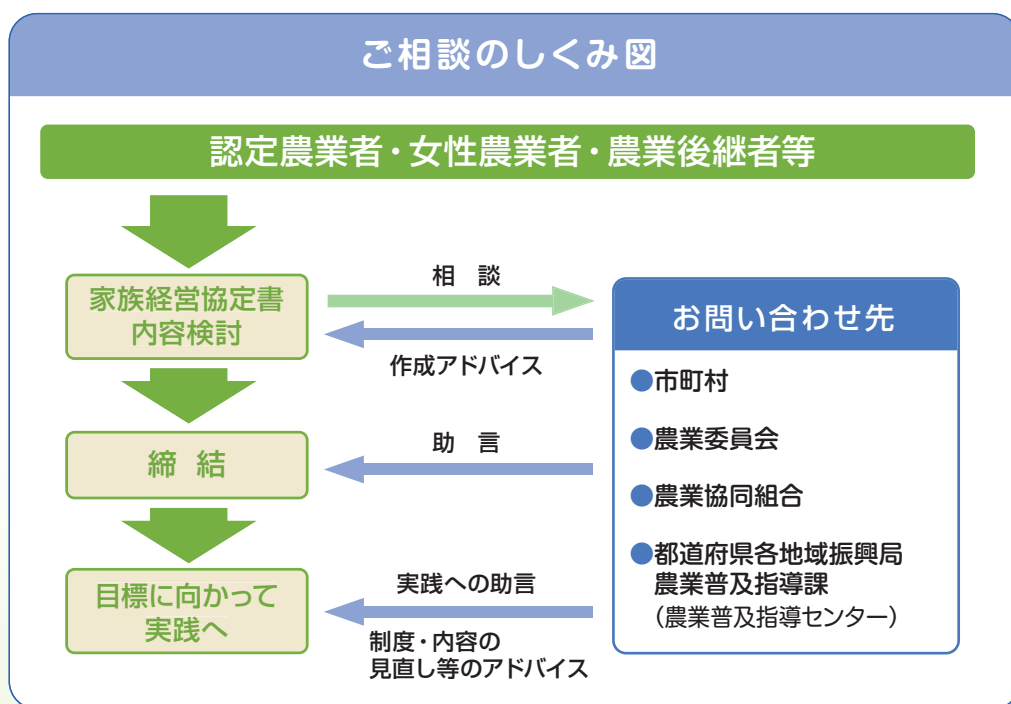 ご相談のしくみ図
認定農業者・女性農業者・農業後継者等
家族経営協定書
内容検討
相 談
作成アドバイス
締 結
助 言
目標に向かって
実践へ
実践への助言
制度・内容の
見直し等のアドバイス
お問い合わせ先
●市町村
●農業委員会
●農業協同組合
●都道府県各地域振興局
農業普及指導課
（農業普及指導センター）